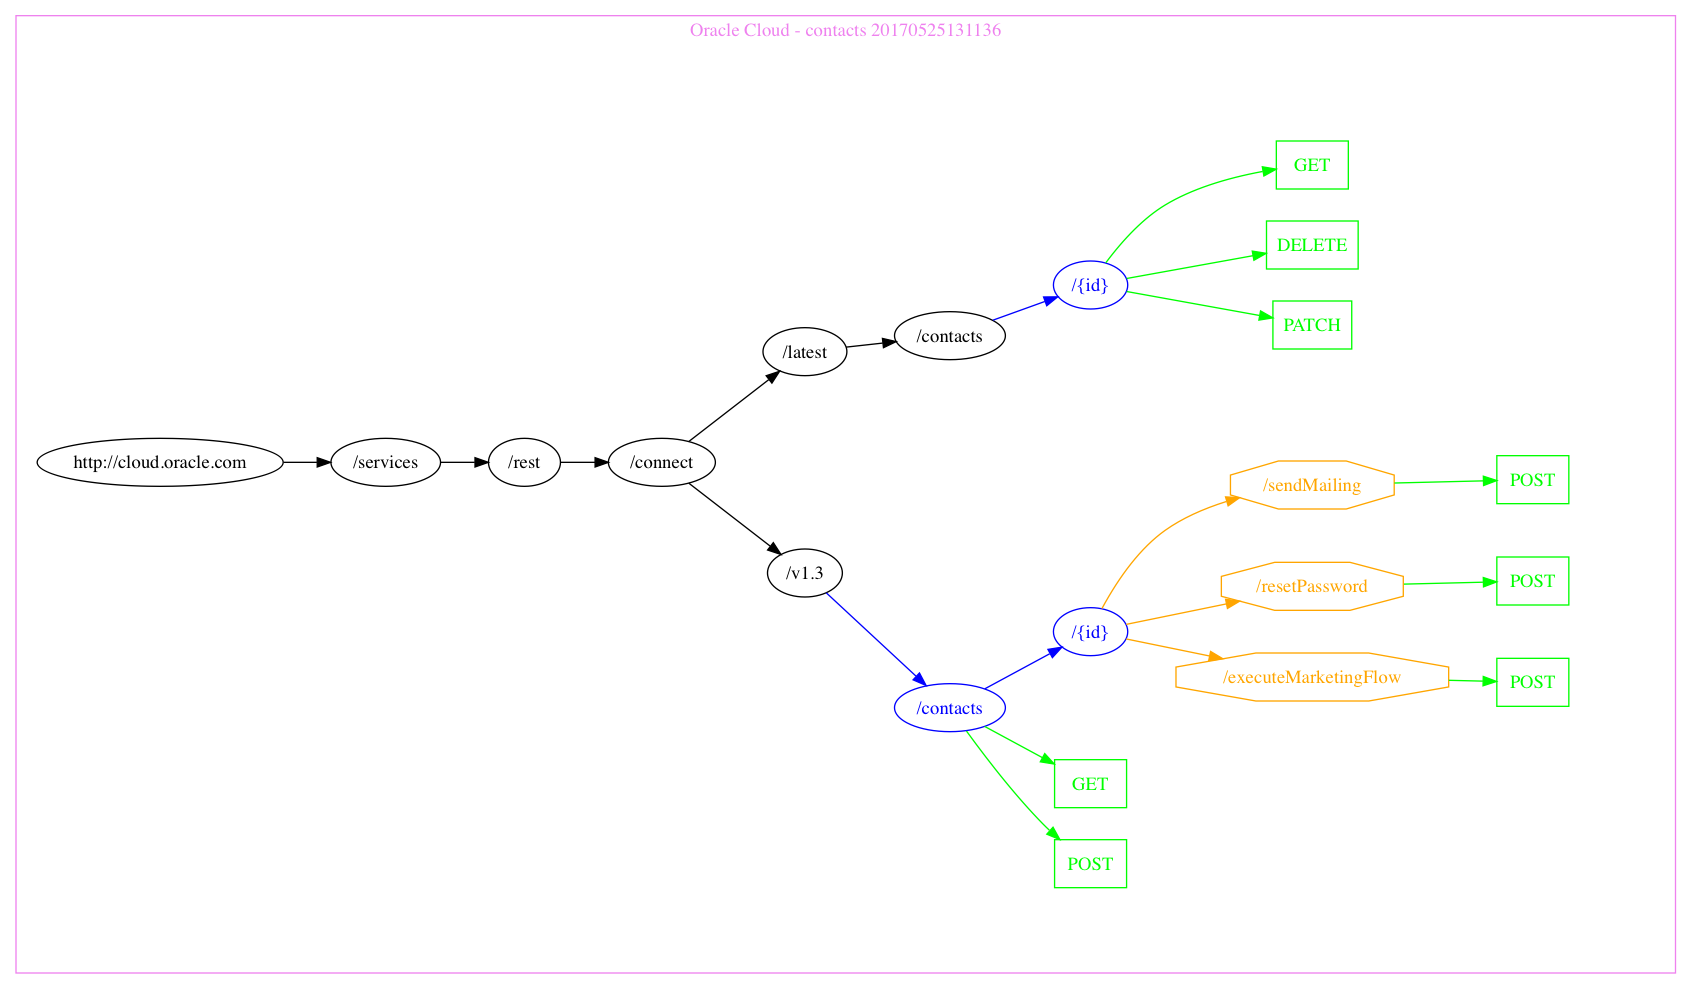 Oracle Cloud - contacts 20170525131136
GET
DELETE
/{id}
PATCH
/contacts
/latest
http://cloud.oracle.com
/services
/rest
/connect
/sendMailing
POST
/v1.3
/resetPassword
POST
/{id}
/executeMarketingFlow
POST
/contacts
GET
POST